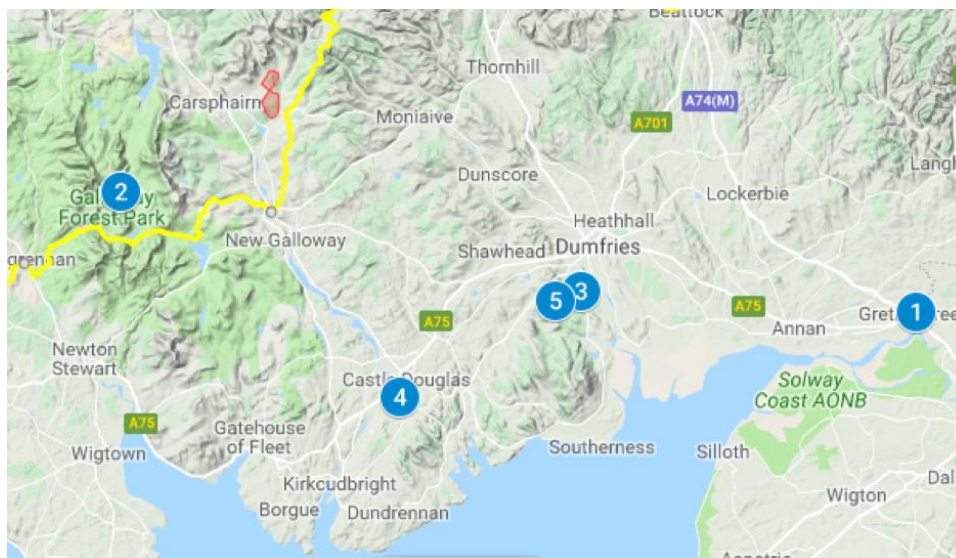 Beattock
Thornhill
Carsphairn
A74(M)
Moniaive
A701
Dunscore
Langh
2
Lockerbie
Forest Park
Heathhall
New Galloway
Shawhead
Dumfries
grennan
5
3
A75
A75
1
Annan
Newton
Stewart
Castle Douglas
Solway
Coast AONB
4
A75
Gatehouse
of Fleet
Wigtown
Southerness
Silloth
Kirkcudbright
Dal
Borgue
Dundrennan
Wigton